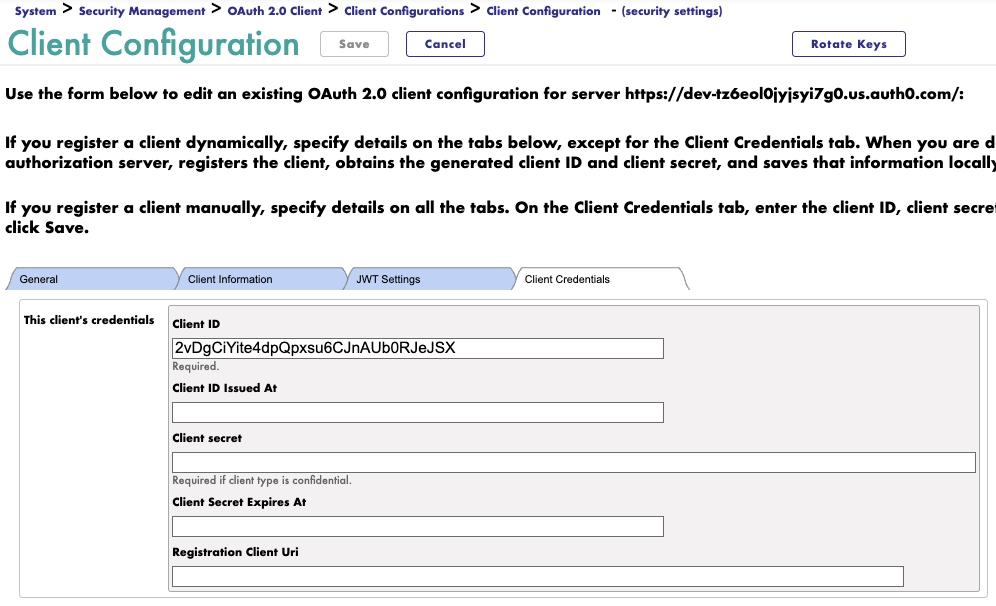 System > Security Management > OAuth 2.0 Client > Client Configurations > Client Configuration - (security settings)
Client Configuration Save Cancel Rotate Keys
Use the form below to edit an existing OAuth 2.0 client configuration for server https://dev-tz6eol0jyjsyi7g0.us.auth0.com/:
If you register a client dynamically, specify details on the tabs below, except for the Client Credentials tab. When you are d
authorization server, registers the client, obtains the generated client ID and client secret, and saves that information locally
If you register a client manually, specify details on all the tabs. On the Client Credentials tab, enter the client ID, client secret
click Save.
General Client Information JWT Settings Client Credentials
This client's credentials
Client ID
2vDgCiYite4dpQpxsu6CJnAUb0RJeJSX
Required.
Client ID Issued At
Client secret
Required if client type is confidential.
Client Secret Expires At
Registration Client Uri